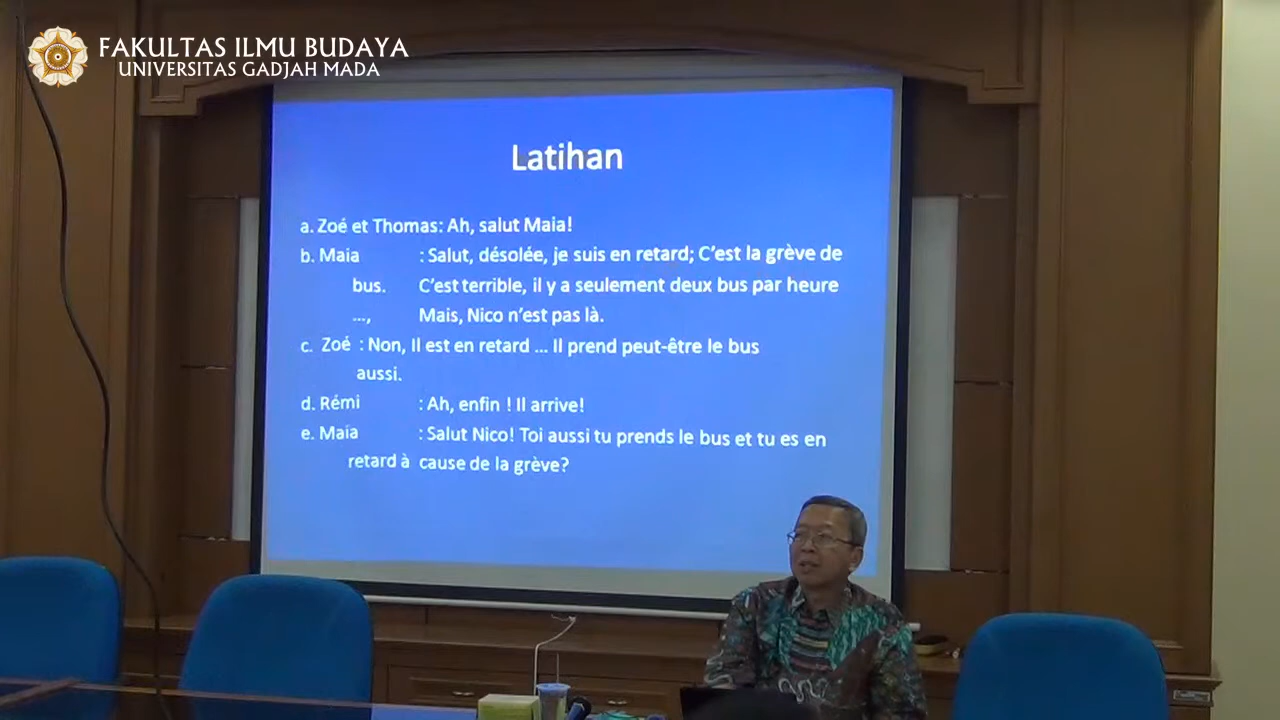 FAKULTAS ILMU BUDAYA
UNIVERSITAS GADJAH MADA
Latihan
a. Zoé et Thomas: Ah, salut Maia!
b. Maia : Salut, désolée, je suis en retard; C'est la grève de
bus. C'est terrible, il y a seulement deux bus par heure
..., Mais, Nico n'est pas là.
c. Zoé : Non, Il est en retard ... Il prend peut-être le bus
aussi.
d. Rémi : Ah, enfin ! Il arrive!
e. Maia : Salut Nico! Toi aussi tu prends le bus et tu es en
retard à cause de la grève?